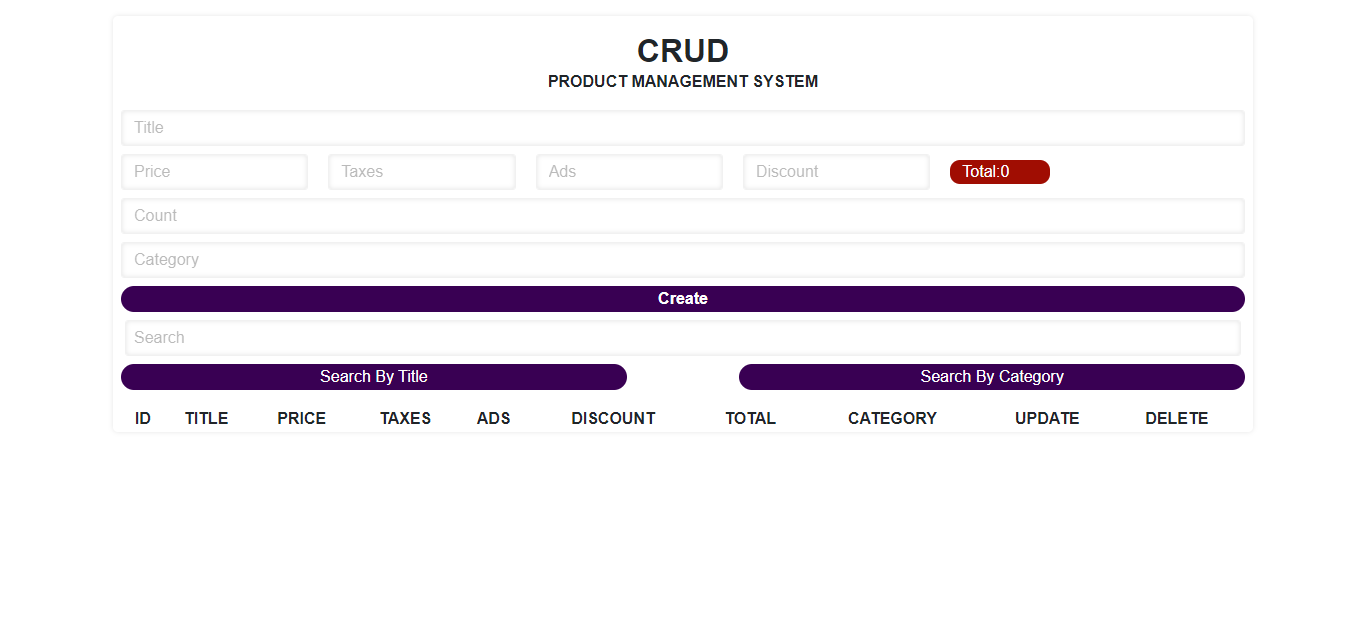 CRUD
PRODUCT MANAGEMENT SYSTEM
Title
Price Taxes Ads Discount Total:0
Count
Category
Create
Search
Search By Title Search By Category
ID TITLE PRICE TAXES ADS DISCOUNT TOTAL CATEGORY UPDATE DELETE